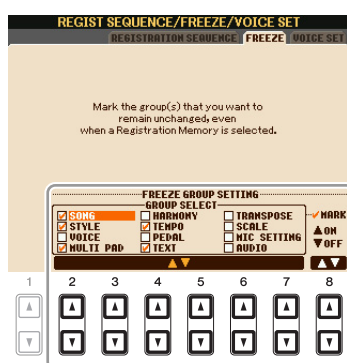 REGIST SEQUENCE/FREEZE/VOICE SET
REGISTRATION SEQUENCE FREEZE VOICE SET
Mark the group(s) that you want to
remain unchanged, even
when a Registration Memory is selected.
FREEZE GROUP SETTING
GROUP SELECT
SONG HARMONY TRANSPOSE MARK
STYLE TEMPO SCALE ▲ON
VOICE PEDAL MIC SETTING ▼OFF
MULTI PAD TEXT AUDIO
1 2 3 4 5 6 7 8